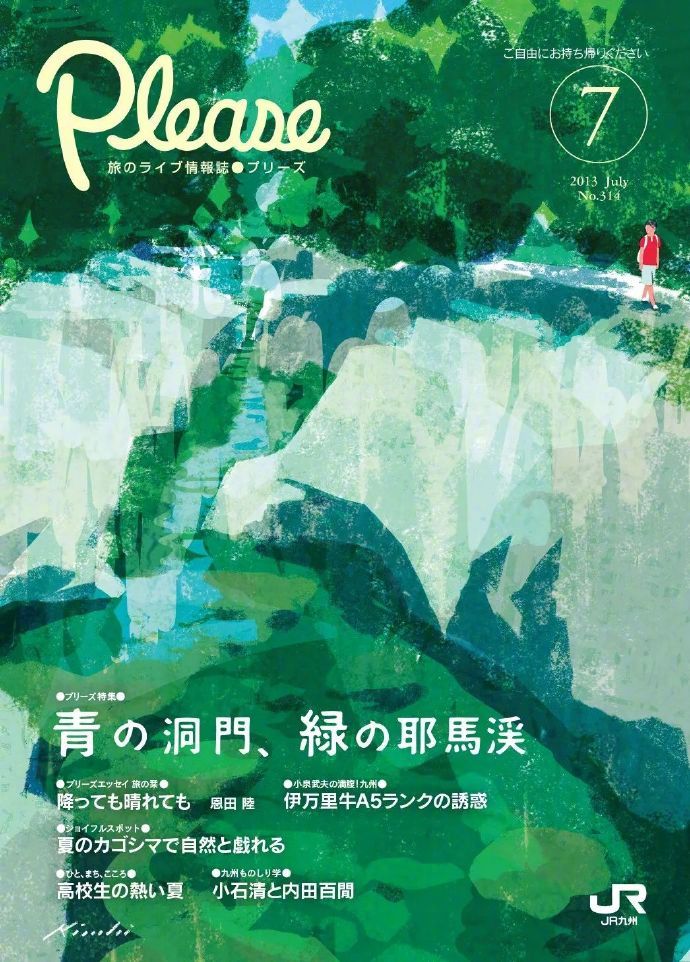 ご自由にお持ち帰りください
Please
旅のライブ情報誌●プリーズ
7
2013 July
No.314
●プリーズ特集●
青の洞門、緑の耶馬渓
●プリーズエッセイ 旅の栞●
降っても晴れても 恩田 陸
●小泉武夫の満腔!九州●
伊万里牛A5ランクの誘惑
●ジョイフルスポット●
夏のカゴシマで自然と戯れる
●ひと、まち、こころ●
高校生の熱い夏
●九州ものしり学●
小石清と内田百閒
JR
JR九州